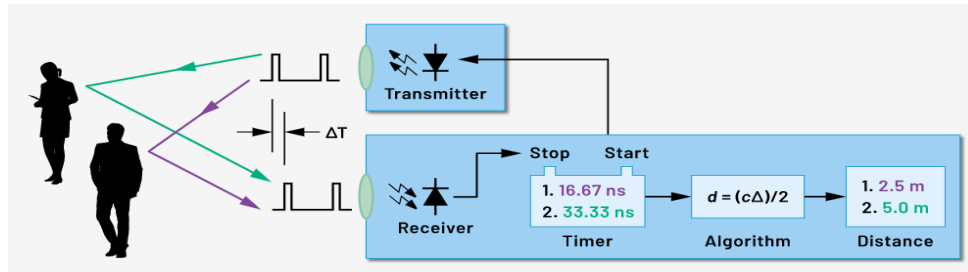 Transmitter
ΔT
Stop Start
1. 16.67 ns
2. 33.33 ns
d = (cΔ)/2
1. 2.5 m
2. 5.0 m
Receiver
Timer
Algorithm
Distance